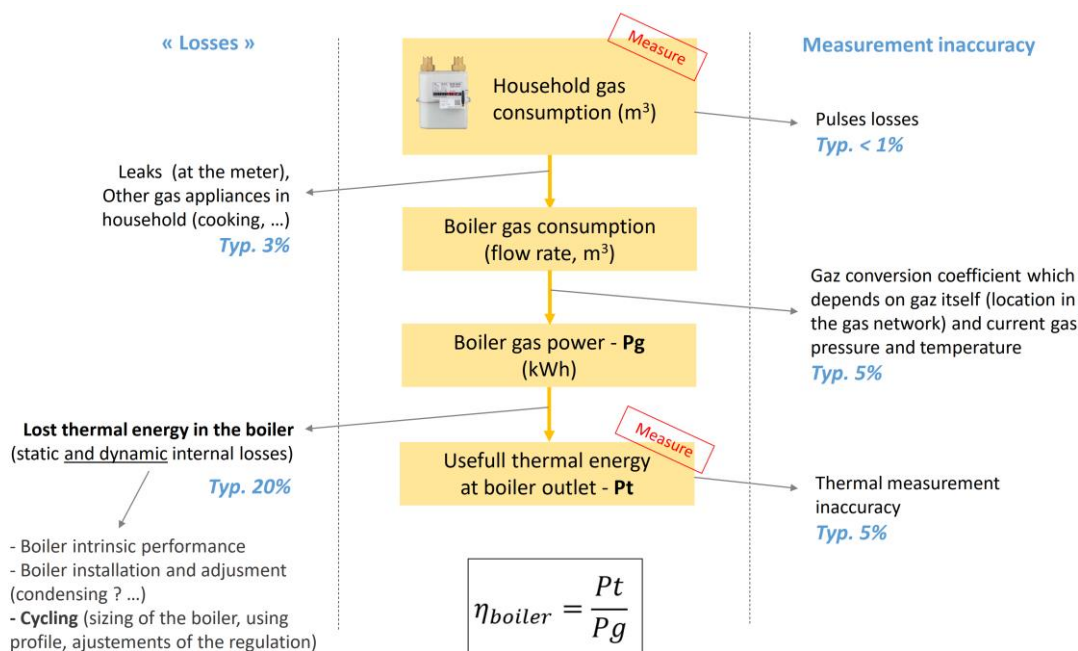 « Losses »
Measure
Measurement inaccuracy
Household gas
consumption (m³)
Pulses losses
Typ. < 1%
Leaks (at the meter),
Other gas appliances in
household (cooking, ...)
Typ. 3%
Boiler gas consumption
(flow rate, m³)
Gaz conversion coefficient which
depends on gaz itself (location in
the gas network) and current gas
pressure and temperature
Typ. 5%
Boiler gas power - Pg
(kWh)
Lost thermal energy in the boiler
(static and dynamic internal losses)
Typ. 20%
Measure
Usefull thermal energy
at boiler outlet - Pt
Thermal measurement
inaccuracy
Typ. 5%
- Boiler intrinsic performance
- Boiler installation and adjusment
(condensing ? ...)
- Cycling (sizing of the boiler, using
profile, ajustements of the regulation)
η_boiler = Pt/Pg